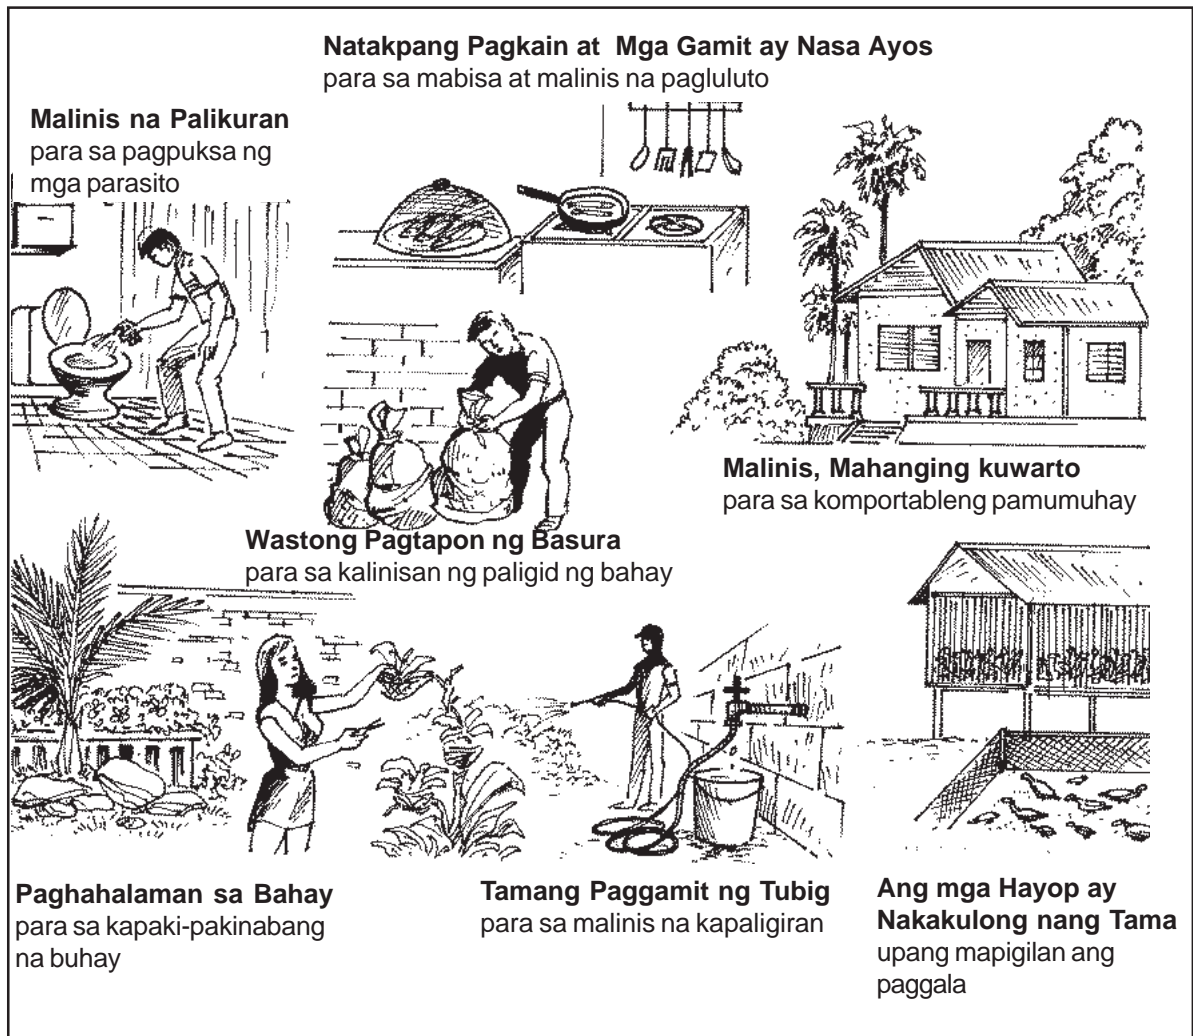 Natakpang Pagkain at Mga Gamit ay Nasa Ayos
para sa mabisa at malinis na pagluluto
Malinis na Palikuran
para sa pagpuksa ng
mga parasito
Malinis, Mahanging kuwarto
para sa komportableng pamumuhay
Wastong Pagtapon ng Basura
para sa kalinisan ng paligid ng bahay
Paghahalaman sa Bahay
para sa kapaki-pakinabang
na buhay
Tamang Paggamit ng Tubig
para sa malinis na kapaligiran
Ang mga Hayop ay
Nakakulong nang Tama
upang mapigilan ang
paggala